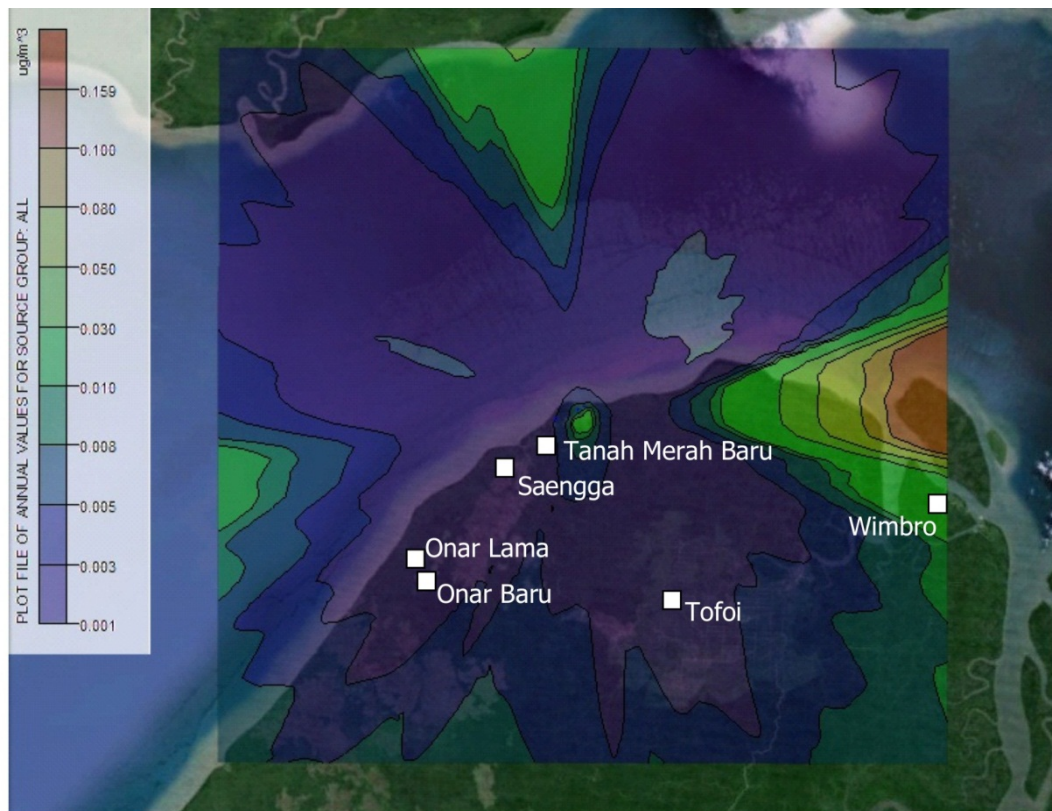 ug/m^3
PLOT FILE OF ANNUAL VALUES FOR SOURCE GROUP: ALL
0.159
0.100
0.080
0.050
0.030
0.010
0.008
0.005
0.003
0.001
Tanah Merah Baru
Saengga
Wimbro
Onar Lama
Onar Baru
Tofoi